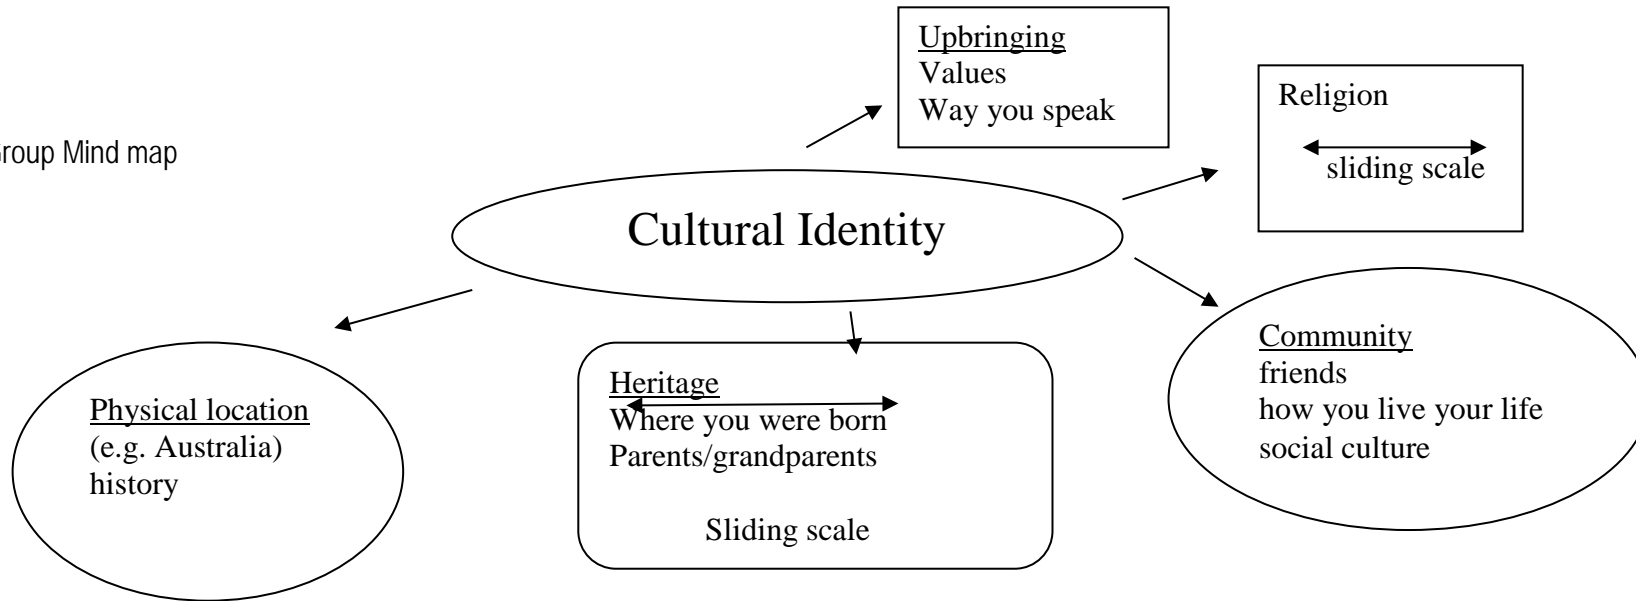 Upbringing
Values
Way you speak
Religion
sliding scale
roup Mind map
Cultural Identity
Physical location
(e.g. Australia)
history
Heritage
Where you were born
Parents/grandparents
Sliding scale
Community
friends
how you live your life
social culture